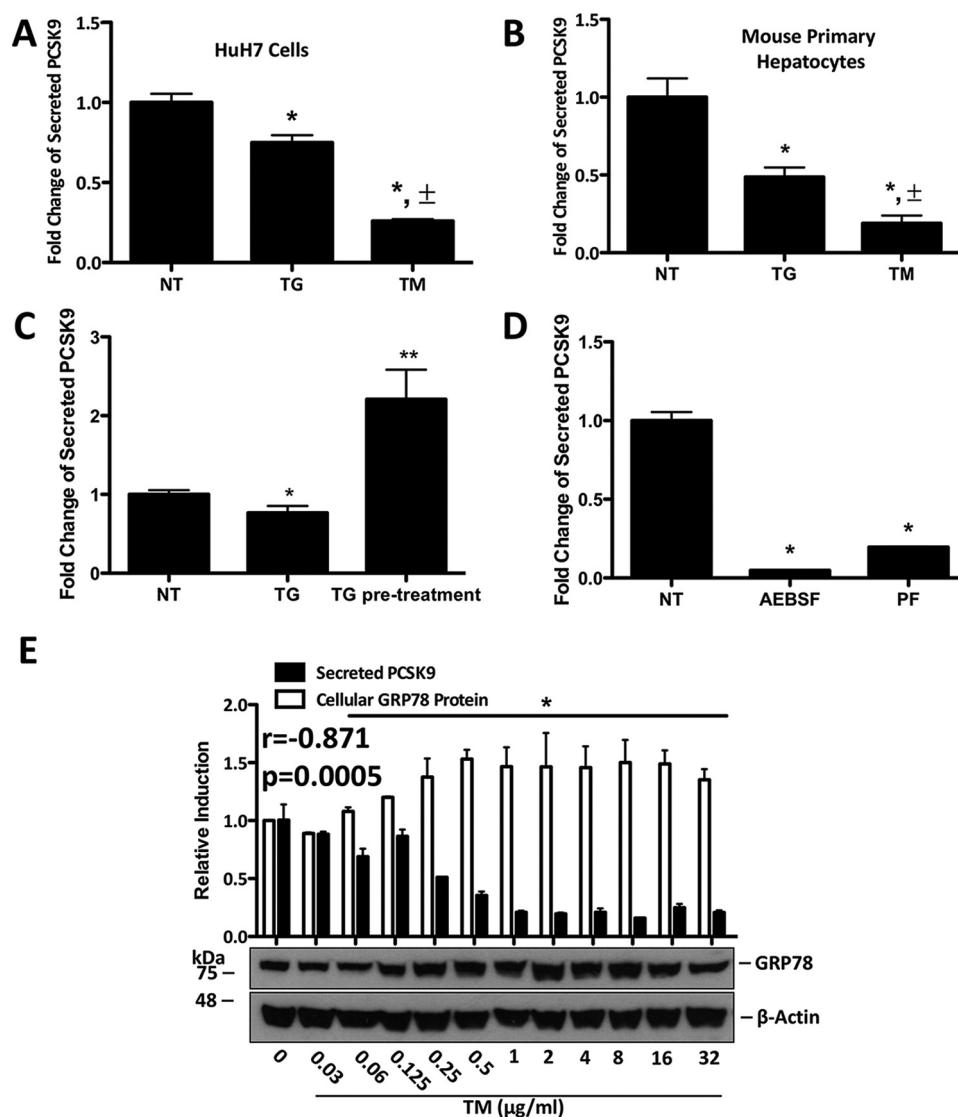 A
Fold Change of Secreted PCSK9
1.5
1.0
0.5
0.0
HuH7 Cells
*
*, ±
NT TG TM
B
Fold Change of Secreted PCSK9
1.5
1.0
0.5
0.0
Mouse Primary
Hepatocytes
*
*, ±
NT TG TM
C
Fold Change of Secreted PCSK9
3
2
1
0
*
**
NT TG TG pre-treatment
D
Fold Change of Secreted PCSK9
1.5
1.0
0.5
0.0
*
*
NT AEBSF PF
E
Secreted PCSK9
Cellular GRP78 Protein
Relative Induction
2.0
1.5
1.0
0.5
0.0
*
r=-0.871
p=0.0005
kDa
75 –
48 –
– GRP78
– β-Actin
0 0.03 0.06 0.125 0.25 0.5 1 2 4 8 16 32
TM (µg/ml)